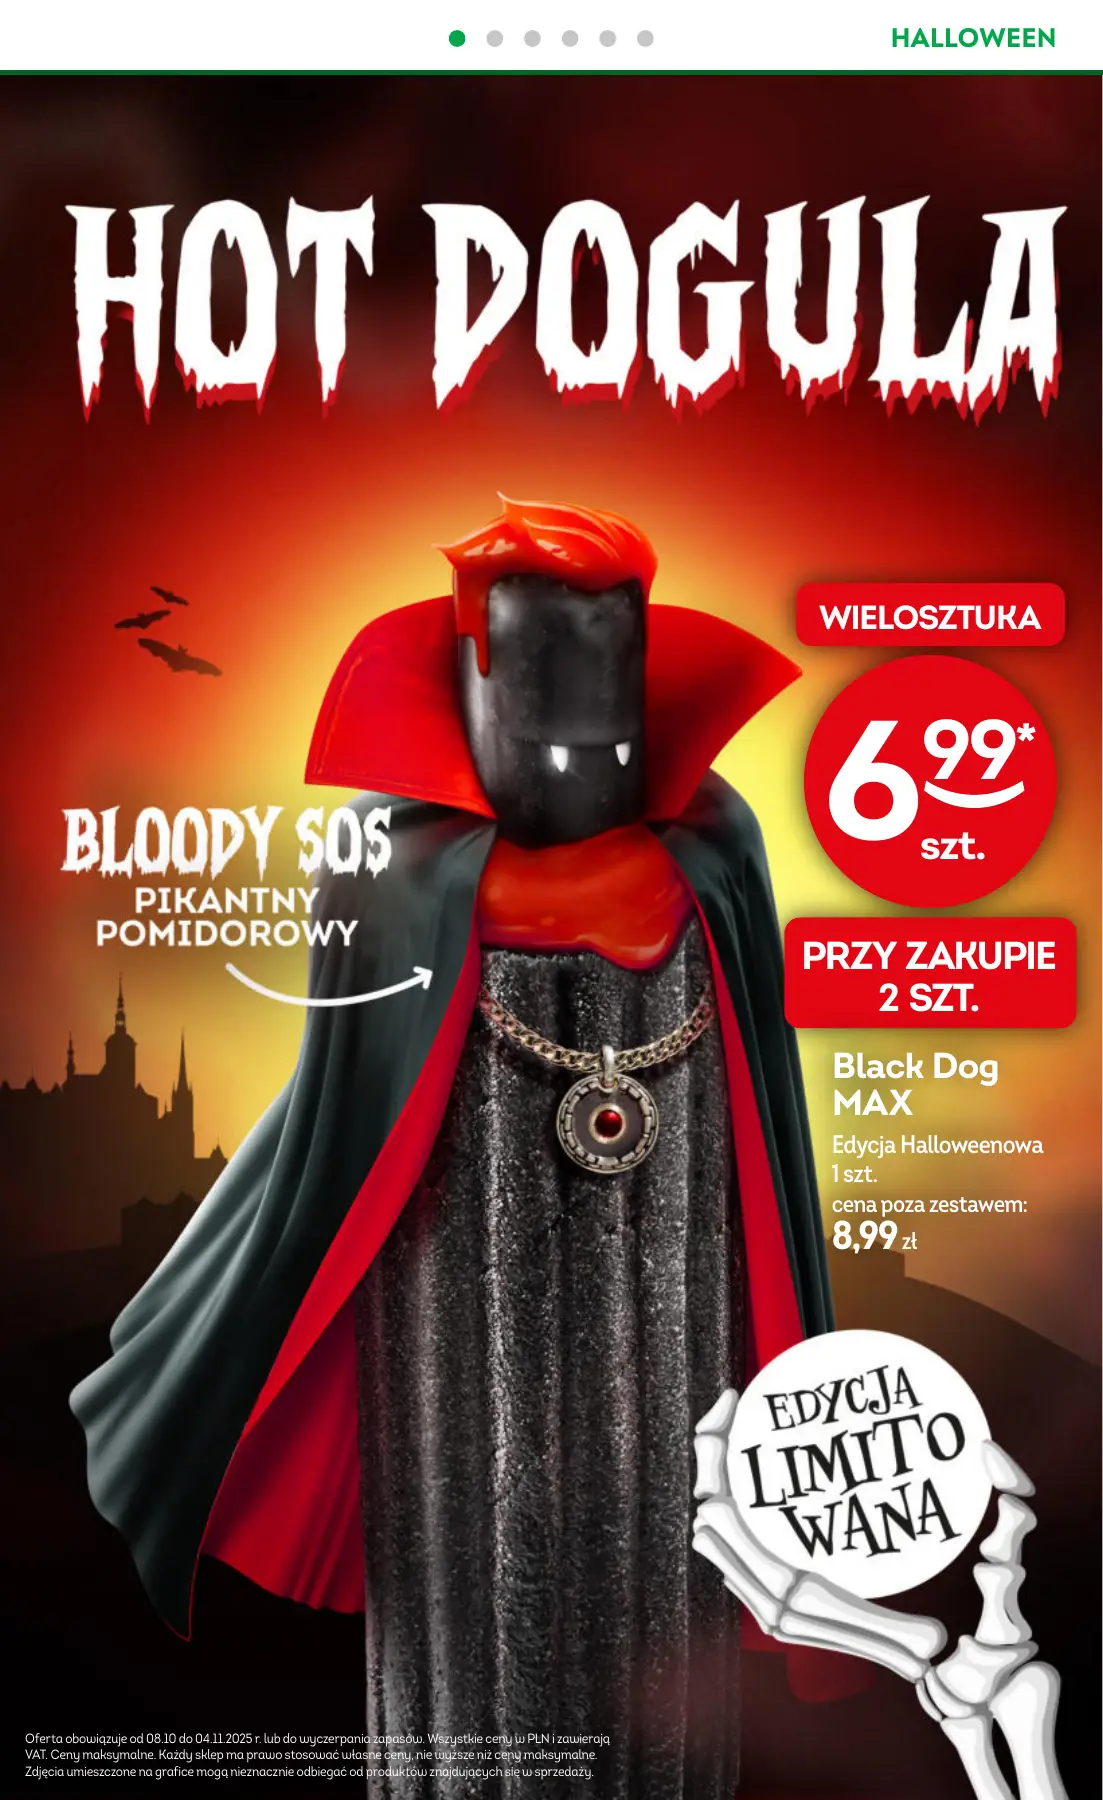 HALLOWEEN
HOT DOGULA
WIELOSZTUKA
6 99*
szt.
BLOODY SOS
PIKANTNY
POMIDOROWY
PRZY ZAKUPIE
2 SZT.
Black Dog
MAX
Edycja Halloweenowa
1 szt.
cena poza zestawem:
8,99 zł
EDYCJA
LIMITO
WANA
Oferta obowiązuje od 08.10 do 04.11.2025 r. lub do wyczerpania zapasów. Wszystkie ceny w PLN i zawierają
VAT. Ceny maksymalne. Każdy sklep ma prawo stosować własne ceny, nie wyższe niż ceny maksymalne.
Zdjęcia umieszczone na grafice mogą nieznacznie odbiegać od produktów znajdujących się w sprzedaży.